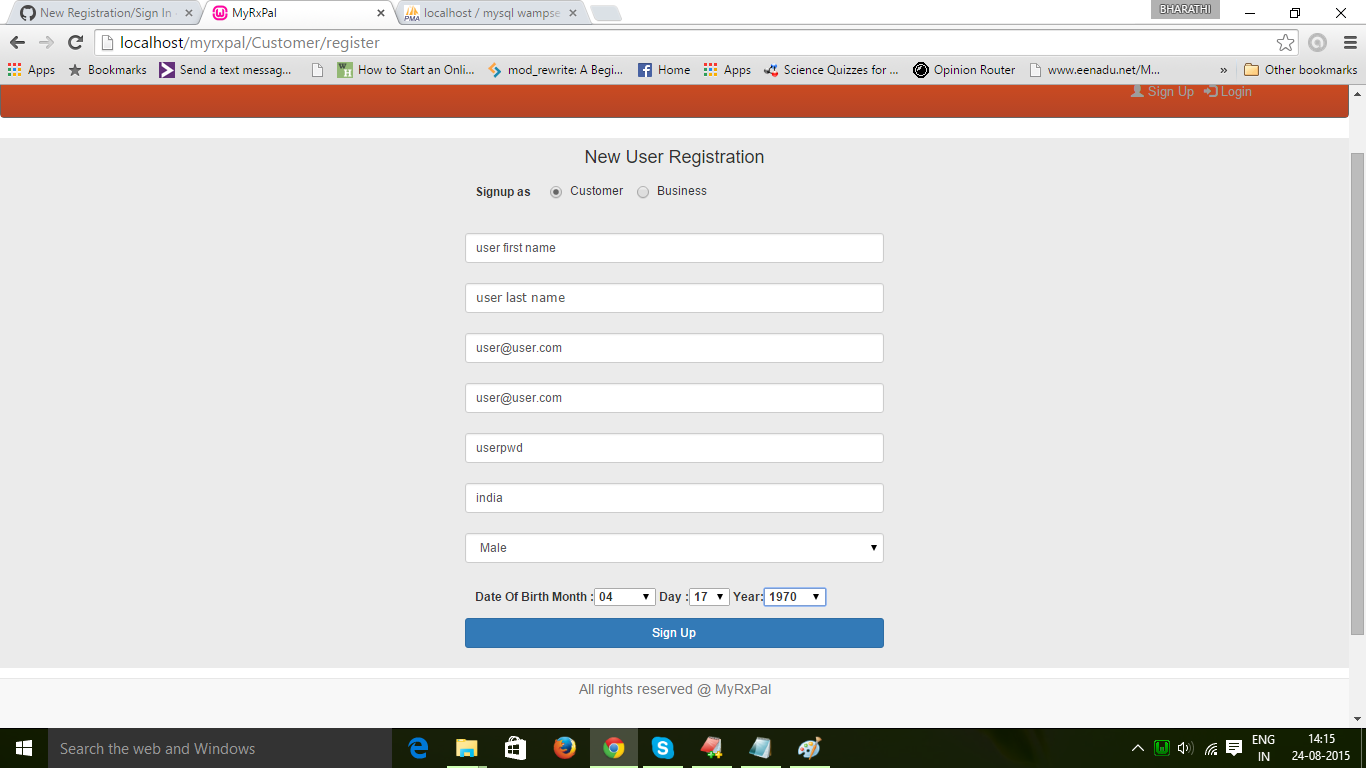 New Registration/Sign In
MyRxPal
localhost / mysql wampse
BHARATHI
localhost/myrxpal/Customer/register
Apps
Bookmarks
Send a text messag...
How to Start an Onli...
mod_rewrite: A Begi...
Home
Apps
Science Quizzes for ...
Opinion Router
www.eenadu.net/M...
»
Other bookmarks
Sign Up
Login
New User Registration
Signup as Customer Business
user first name
user last name
user@user.com
user@user.com
userpwd
india
Male
Date Of Birth Month : 04 Day : 17 Year: 1970
Sign Up
All rights reserved @ MyRxPal
Search the web and Windows
ENG
IN
14:15
24-08-2015